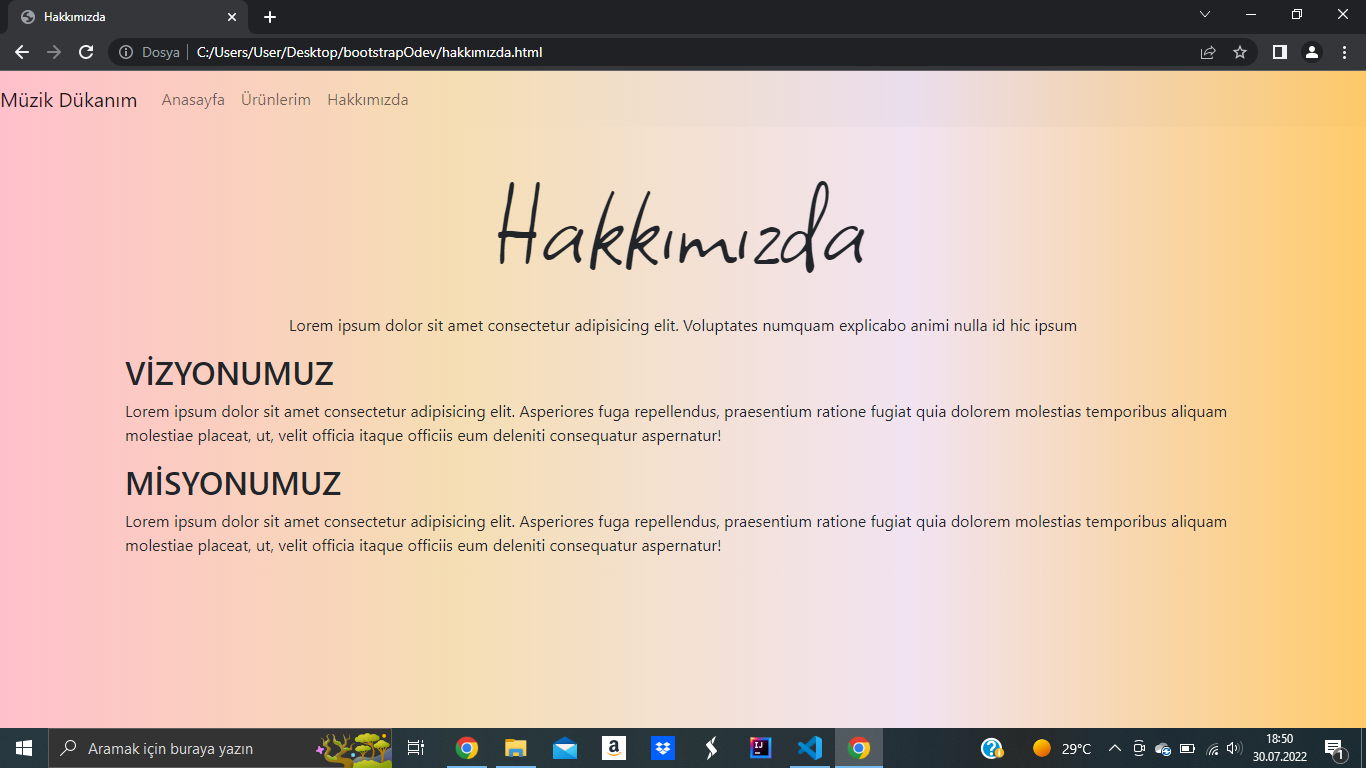 Hakkımızda
Dosya
C:/Users/User/Desktop/bootstrapOdev/hakkımızda.html
Müzik Dükanım Anasayfa Ürünlerim Hakkımızda
Hakkımızda
Lorem ipsum dolor sit amet consectetur adipisicing elit. Voluptates numquam explicabo animi nulla id hic ipsum
VİZYONUMUZ
Lorem ipsum dolor sit amet consectetur adipisicing elit. Asperiores fuga repellendus, praesentium ratione fugiat quia dolorem molestias temporibus aliquam
molestiae placeat, ut, velit officia itaque officiis eum deleniti consequatur aspernatur!
MİSYONUMUZ
Lorem ipsum dolor sit amet consectetur adipisicing elit. Asperiores fuga repellendus, praesentium ratione fugiat quia dolorem molestias temporibus aliquam
molestiae placeat, ut, velit officia itaque officiis eum deleniti consequatur aspernatur!
Aramak için buraya yazın
29°C
18:50
30.07.2022
1